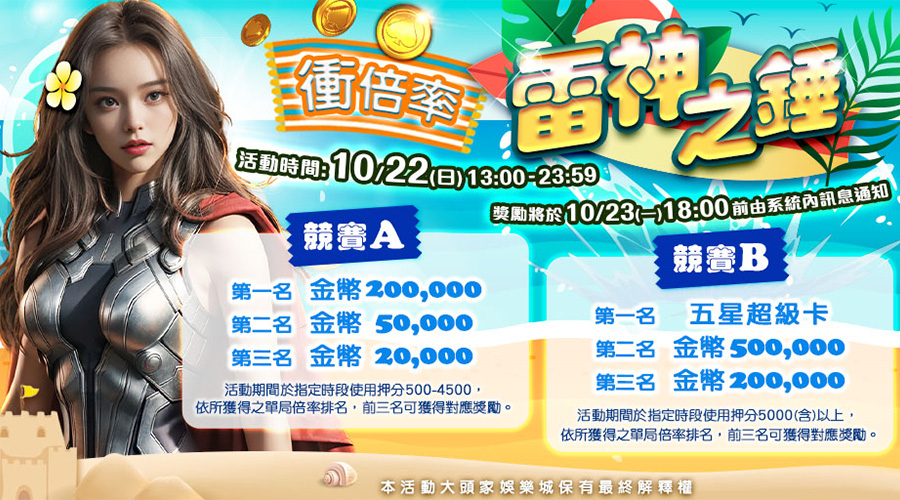 衝倍率
雷神之錘
活動時間:10/22(日)13:00-23:59
獎勵將於10/23(一)18:00前由系統內訊息通知
競賽A
第一名 金幣200,000
第二名 金幣 50,000
第三名 金幣 20,000
活動期間於指定時段使用押分500-4500，
依所獲得之單局倍率排名，前三名可獲得對應獎勵。
競賽B
第一名 五星超級卡
第二名 金幣500,000
第三名 金幣200,000
活動期間於指定時段使用押分5000(含)以上，
依所獲得之單局倍率排名，前三名可獲得對應獎勵。
本活動大頭家娛樂城保有最終解釋權